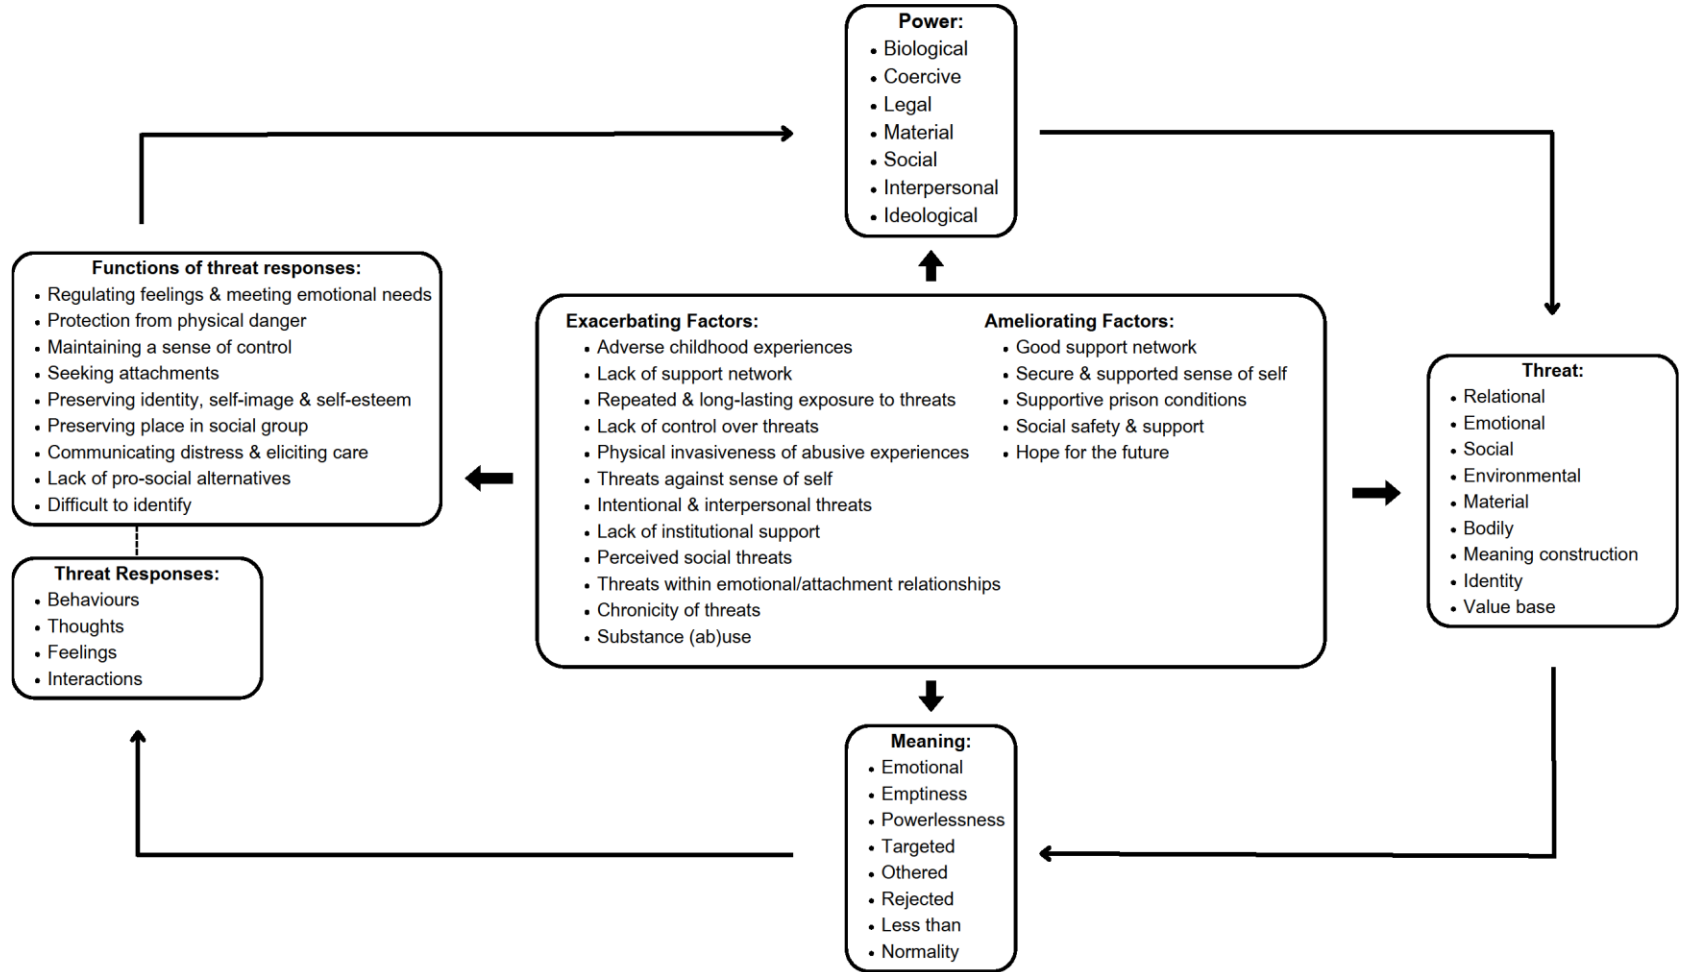 Power:
• Biological
• Coercive
• Legal
• Material
• Social
• Interpersonal
• Ideological
Functions of threat responses:
• Regulating feelings & meeting emotional needs
• Protection from physical danger
• Maintaining a sense of control
• Seeking attachments
• Preserving identity, self-image & self-esteem
• Preserving place in social group
• Communicating distress & eliciting care
• Lack of pro-social alternatives
• Difficult to identify
Threat Responses:
• Behaviours
• Thoughts
• Feelings
• Interactions
Exacerbating Factors:
• Adverse childhood experiences
• Lack of support network
• Repeated & long-lasting exposure to threats
• Lack of control over threats
• Physical invasiveness of abusive experiences
• Threats against sense of self
• Intentional & interpersonal threats
• Lack of institutional support
• Perceived social threats
• Threats within emotional/attachment relationships
• Chronicity of threats
• Substance (ab)use
Ameliorating Factors:
• Good support network
• Secure & supported sense of self
• Supportive prison conditions
• Social safety & support
• Hope for the future
Threat:
• Relational
• Emotional
• Social
• Environmental
• Material
• Bodily
• Meaning construction
• Identity
• Value base
Meaning:
• Emotional
• Emptiness
• Powerlessness
• Targeted
• Othered
• Rejected
• Less than
• Normality